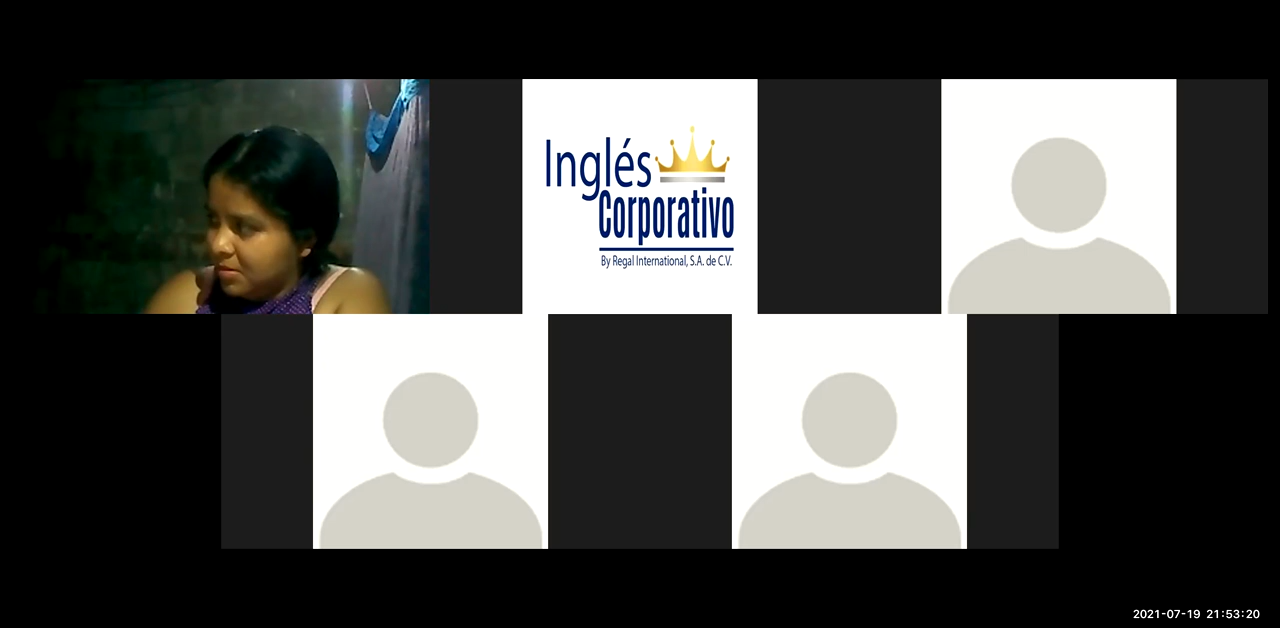 Inglés
Corporativo
By Regal International, S.A. de C.V.
2021-07-19 21:53:20